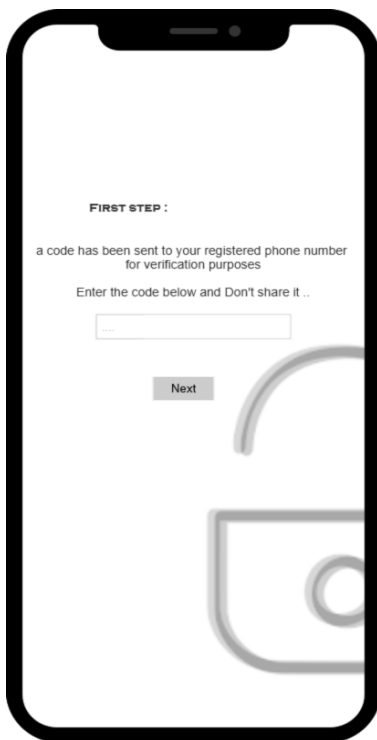 First step :
a code has been sent to your registered phone number
for verification purposes
Enter the code below and Don't share it ..
....
Next